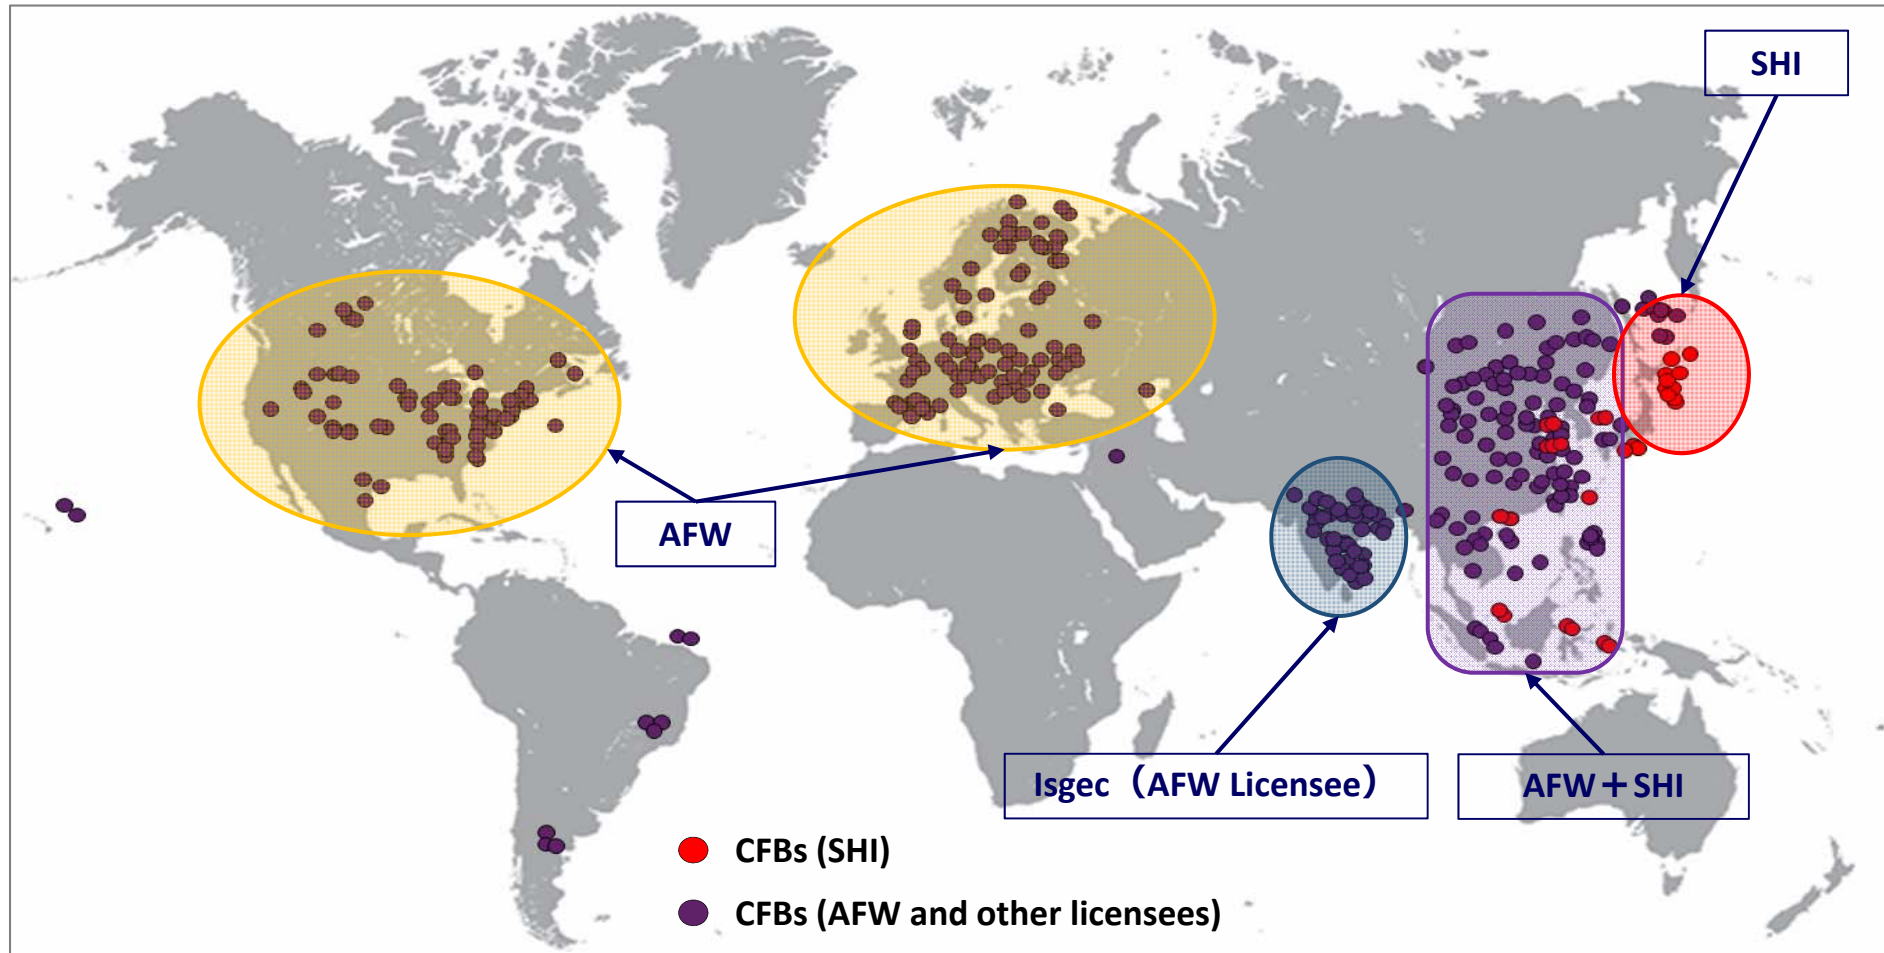 SHI
AFW
Isgec（AFW Licensee）
AFW＋SHI
CFBs (SHI)
CFBs (AFW and other licensees)